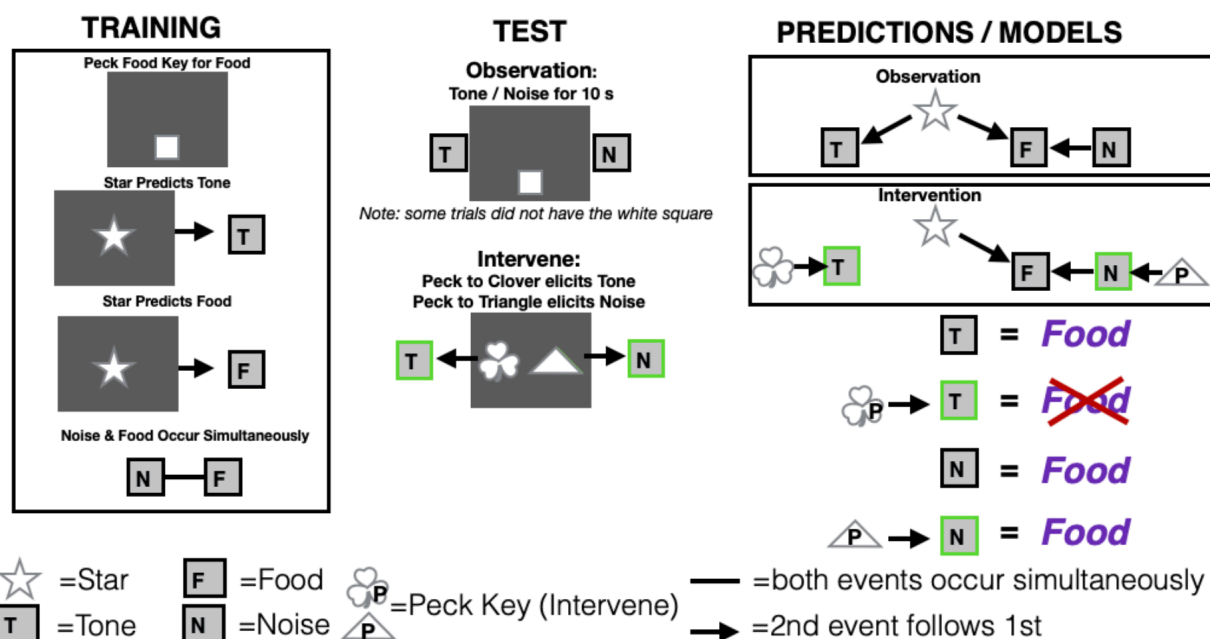 TRAINING
Peck Food Key for Food
Star Predicts Tone
T
Star Predicts Food
F
Noise & Food Occur Simultaneously
N F
TEST
Observation:
Tone / Noise for 10 s
T N
Note: some trials did not have the white square
Intervene:
Peck to Clover elicits Tone
Peck to Triangle elicits Noise
T N
PREDICTIONS / MODELS
Observation
T F N
Intervention
T F N P
T = Food
P T = Food
N = Food
P N = Food
=Star F =Food P =Peck Key (Intervene) =both events occur simultaneously
T =Tone N =Noise P =2nd event follows 1st